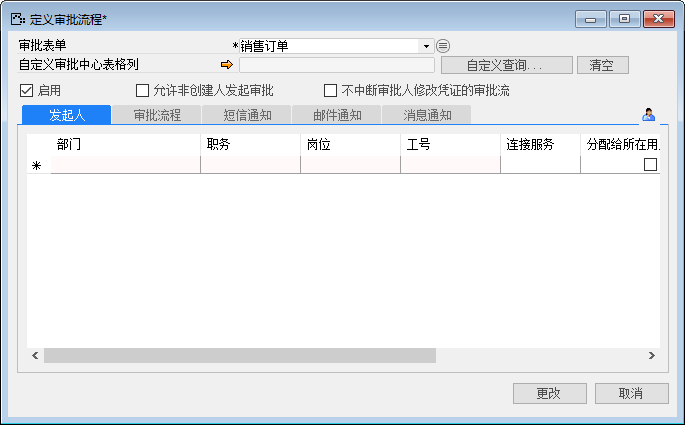 定义审批流程*
审批表单 *销售订单
自定义审批中心表格列 自定义查询... 清空
启用 允许非创建人发起审批 不中断审批人修改凭证的审批流
发起人 审批流程 短信通知 邮件通知 消息通知
部门 职务 岗位 工号 连接服务 分配给所在用
*
更改 取消